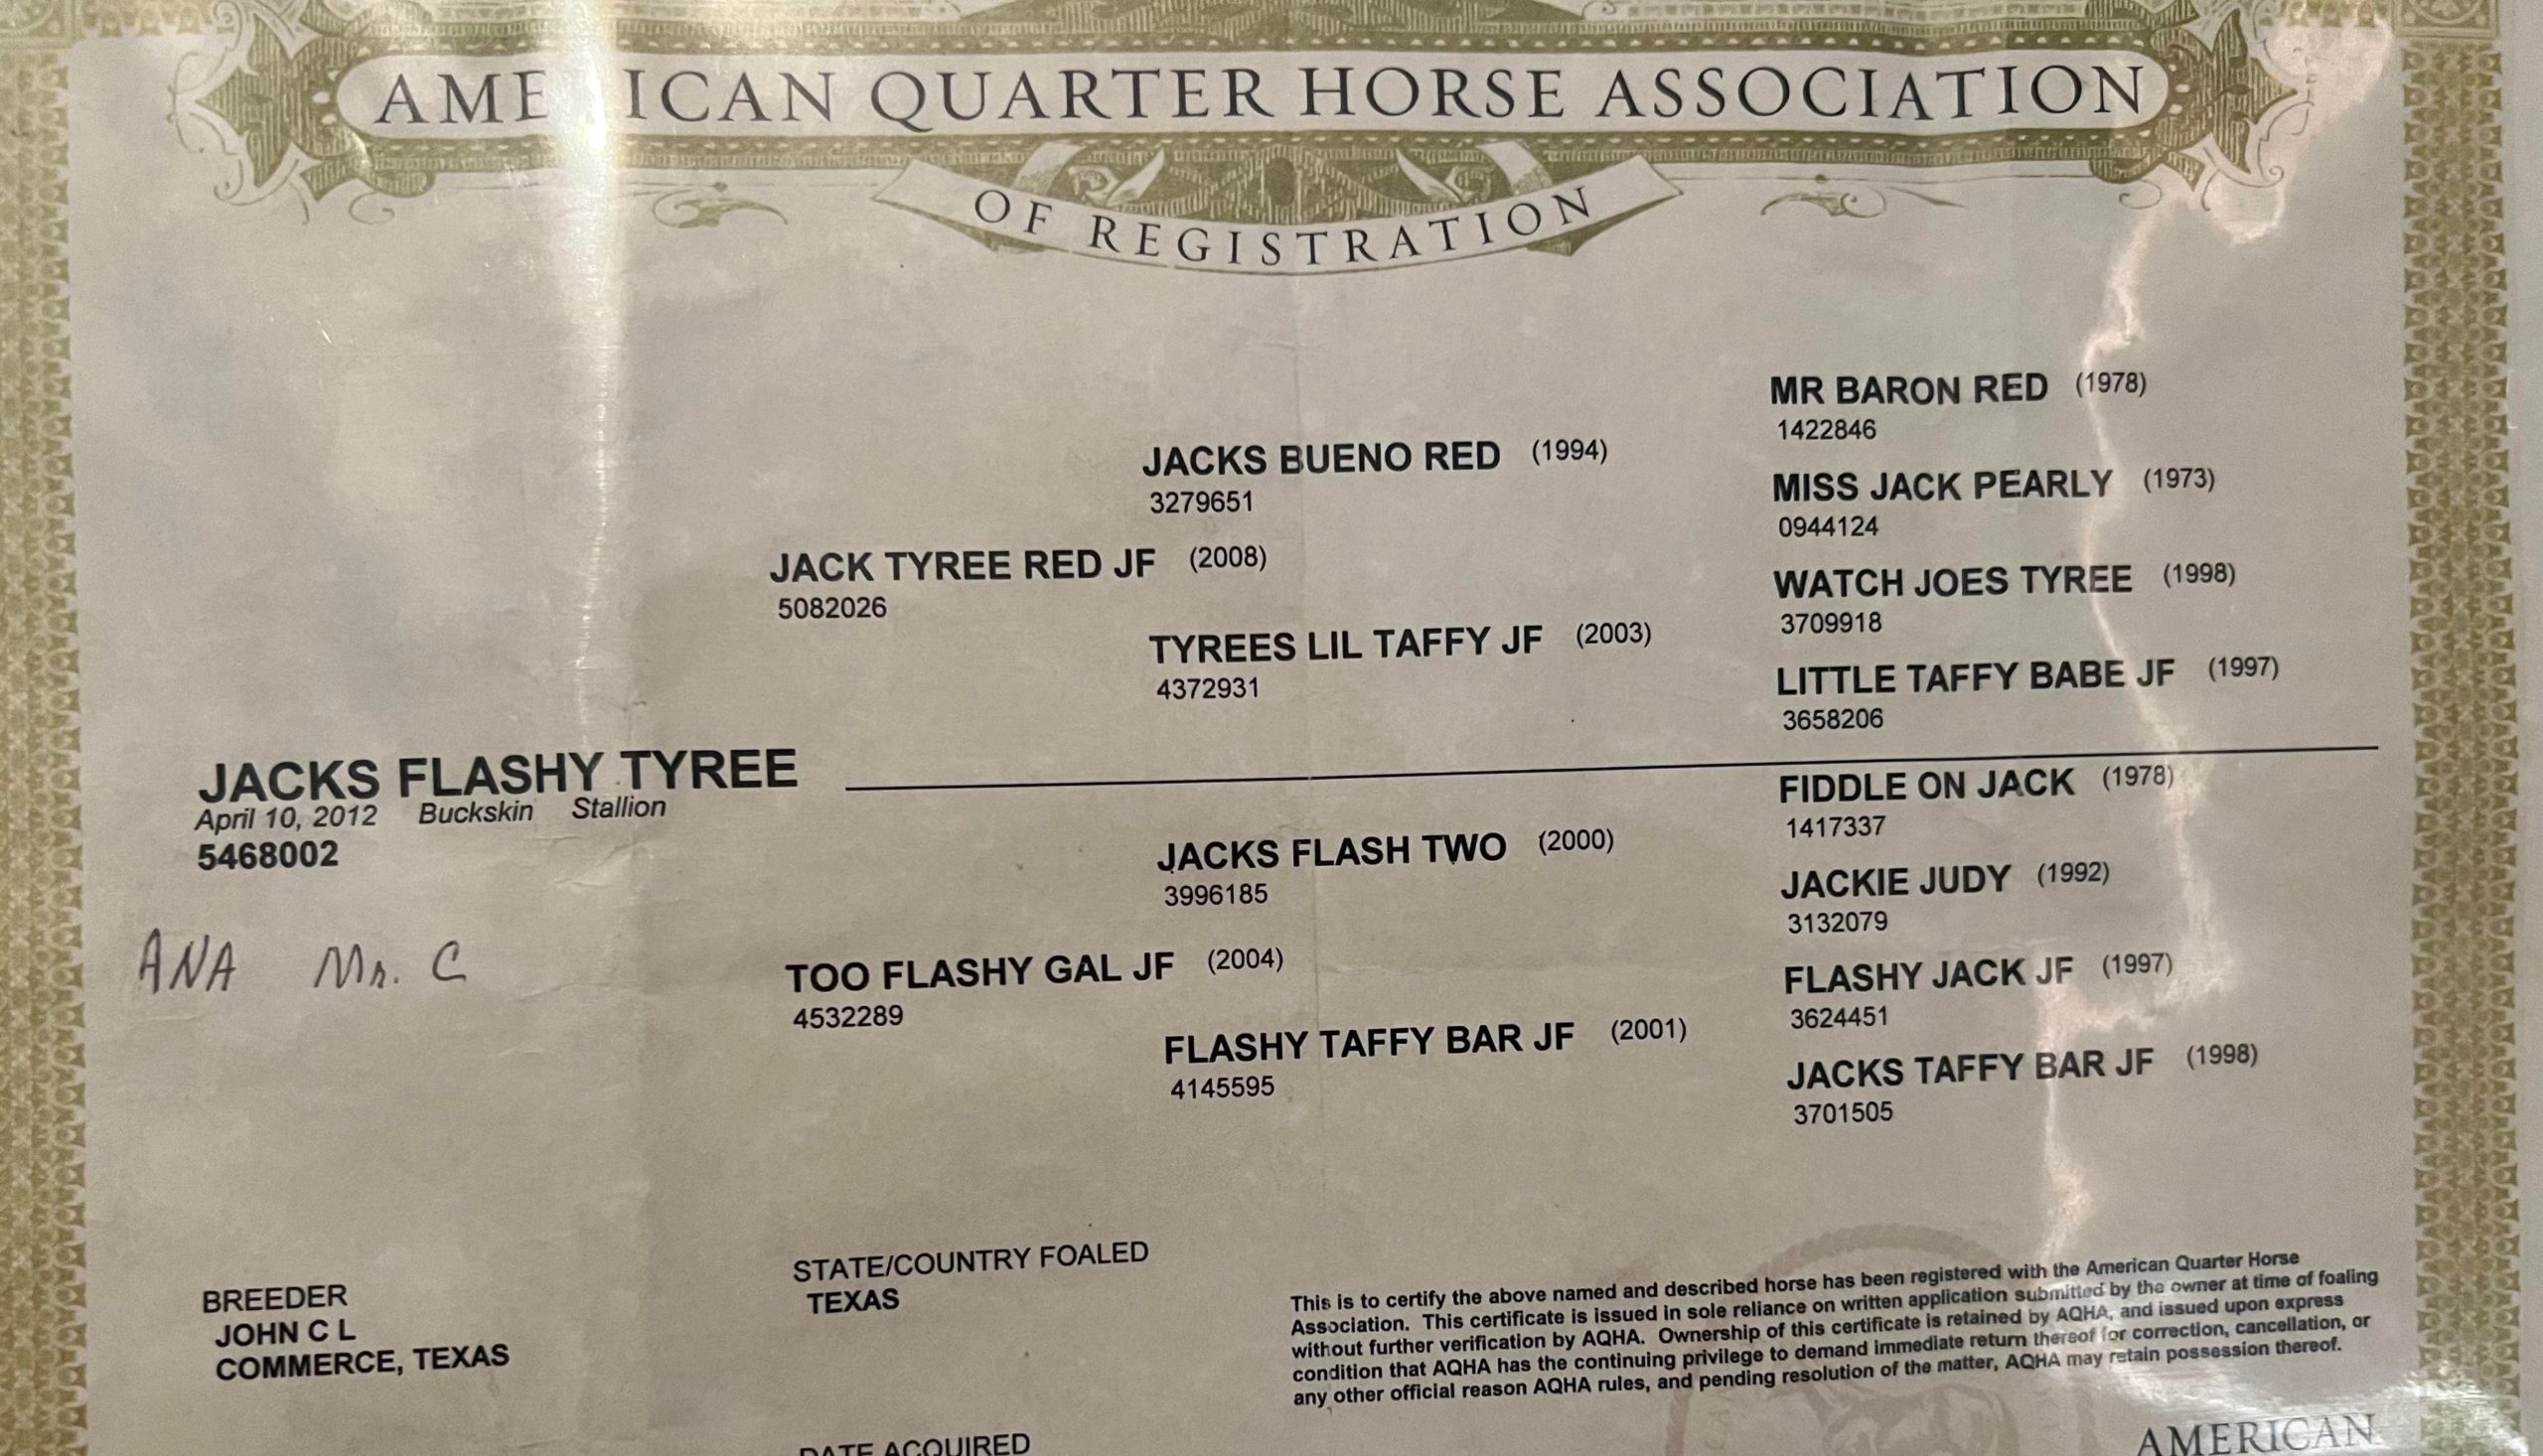 AME ICAN QUARTER HORSE ASSOCIATION
OF REGISTRATION
MR BARON RED (1978)
1422846
JACKS BUENO RED (1994)
3279651
MISS JACK PEARLY (1973)
0944124
JACK TYREE RED JF (2008)
5082026
WATCH JOES TYREE (1998)
3709918
TYREES LIL TAFFY JF (2003)
4372931
LITTLE TAFFY BABE JF (1997)
3658206
JACKS FLASHY TYREE
April 10, 2012 Buckskin Stallion
5468002
FIDDLE ON JACK (1978)
1417337
JACKS FLASH TWO (2000)
3996185
JACKIE JUDY (1992)
3132079
ANA Mr. C
TOO FLASHY GAL JF (2004)
4532289
FLASHY JACK JF (1997)
3624451
FLASHY TAFFY BAR JF (2001)
4145595
JACKS TAFFY BAR JF (1998)
3701505
BREEDER
JOHN C L
COMMERCE, TEXAS
STATE/COUNTRY FOALED
TEXAS
This is to certify the above named and described horse has been registered with the American Quarter Horse
Association. This certificate is issued in sole reliance on written application submitted by the owner at time of foaling
without further verification by AQHA. Ownership of this certificate is retained by AQHA, and issued upon express
condition that AQHA has the continuing privilege to demand immediate return thereof for correction, cancellation, or
any other official reason AQHA rules, and pending resolution of the matter, AQHA may retain possession thereof.
DATE ACQUIRED
AMERICAN